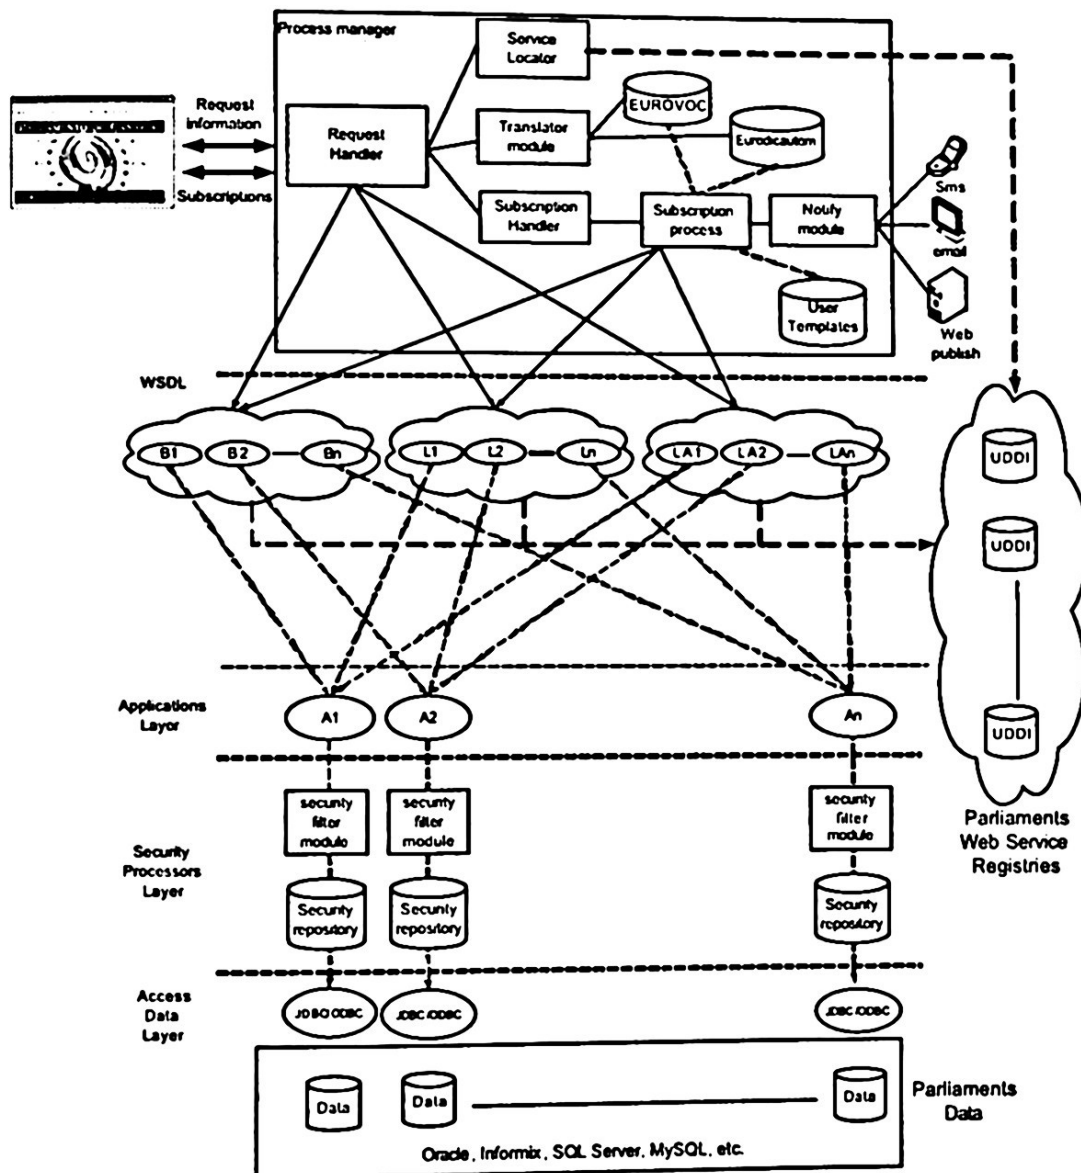 Process manager
Service
Locator
Request
information
Subscriptions
Request
Handler
Translator
module
EUROVOC
Eurodicautom
Subscription
Handler
Subscription
process
Notify
module
Sms
email
Web
publish
User
Templates
WSDL
B1
B2
Bn
L1
L2
Ln
LA1
LA2
LAn
UDDI
UDDI
UDDI
Parliaments
Web Service
Registries
Applications
Layer
A1
A2
An
security
filter
module
security
filter
module
security
filter
module
Security
Processors
Layer
Security
repository
Security
repository
Security
repository
Access
Data
Layer
JDBC/ODBC
JDBC/ODBC
JDBC/ODBC
Data
Data
Data
Parliaments
Data
Oracle, Informix, SQL Server, MySQL, etc.